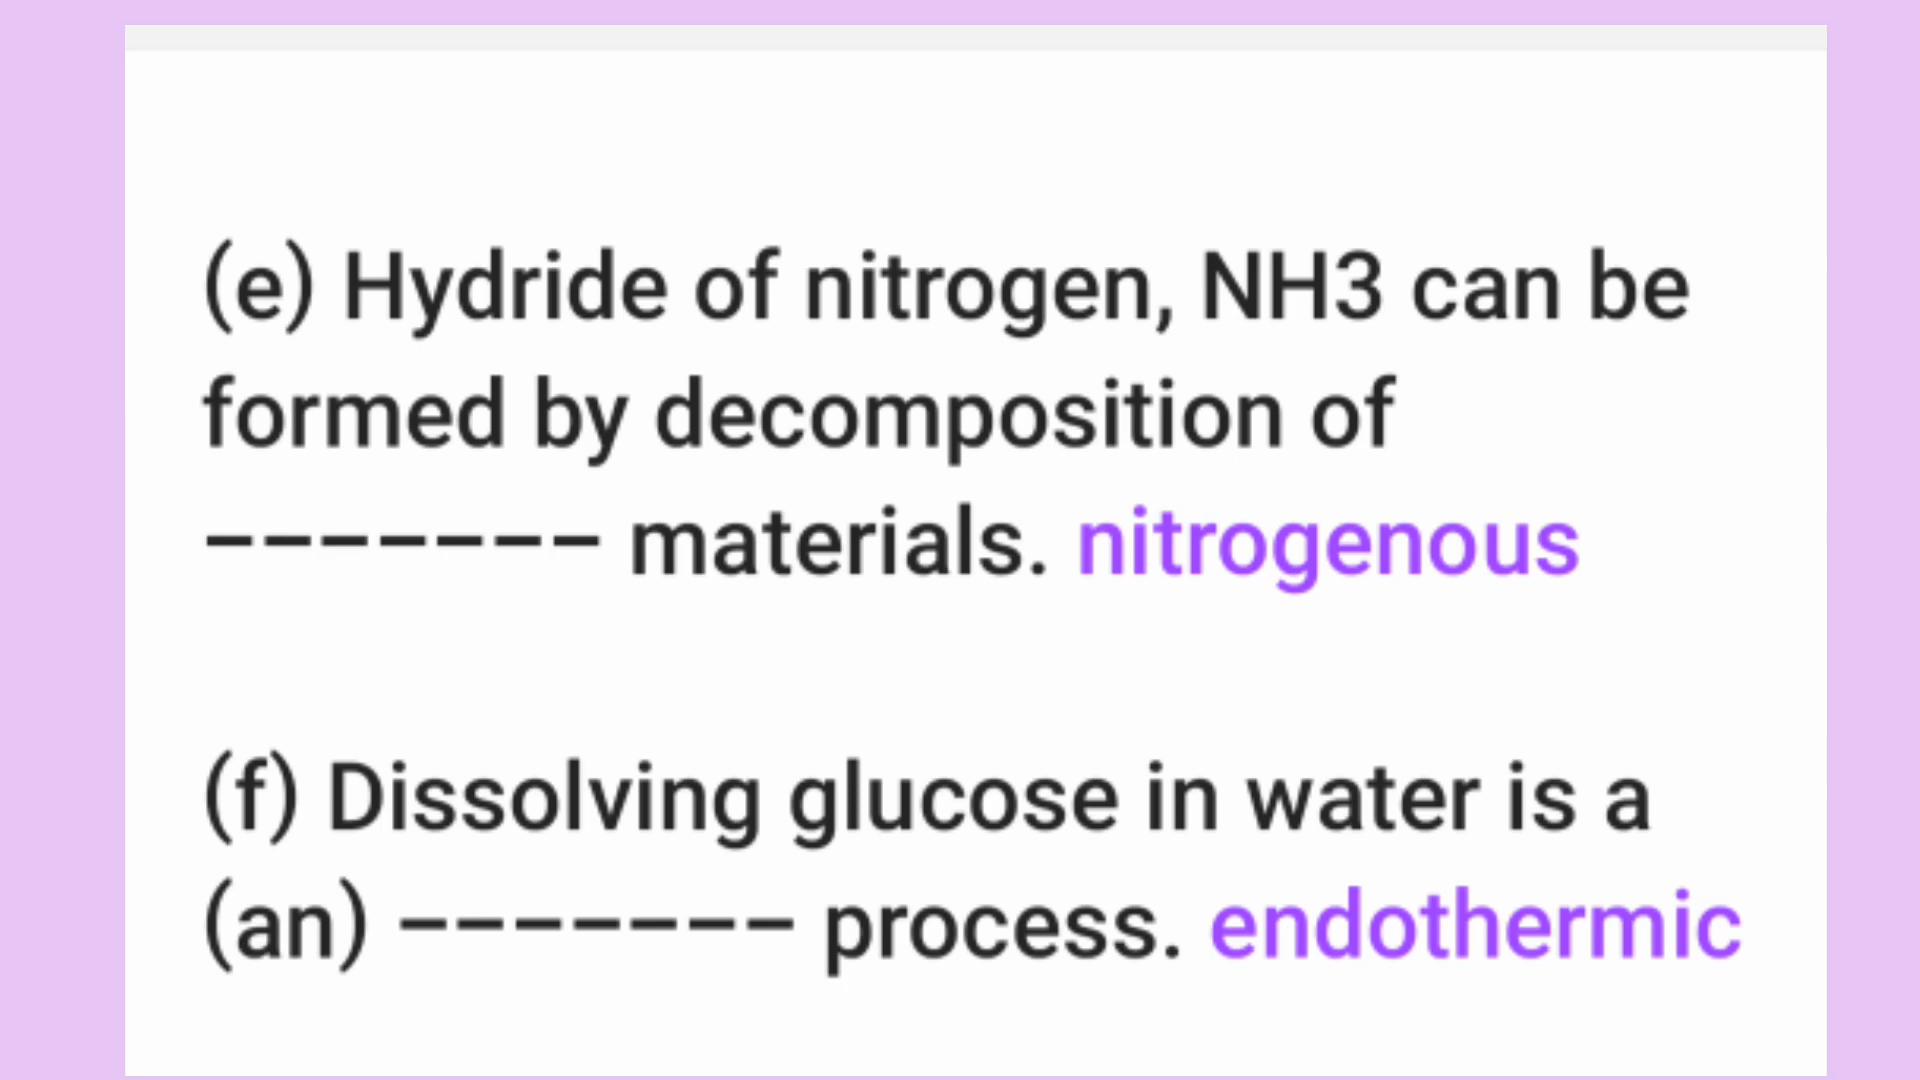 (e) Hydride of nitrogen, NH3 can be
formed by decomposition of
------- materials. nitrogenous
(f) Dissolving glucose in water is a
(an) ------- process. endothermic